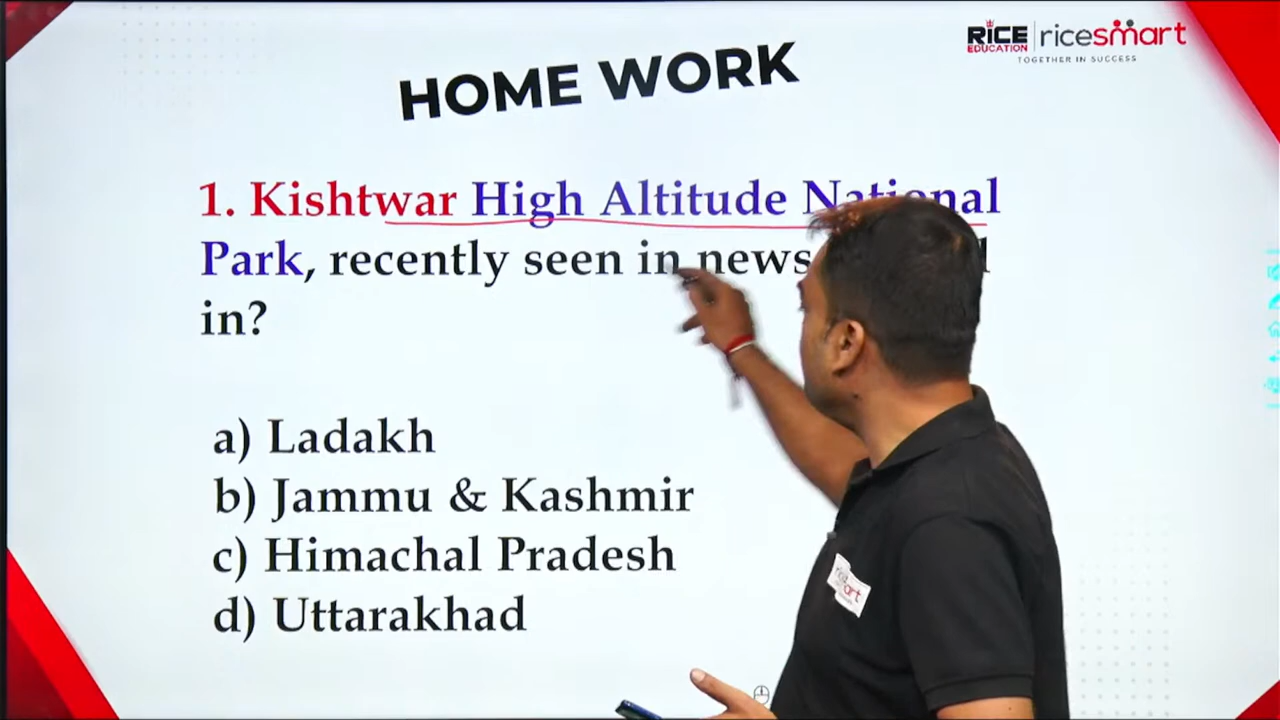 RICE EDUCATION | ricesmart
TOGETHER IN SUCCESS
HOME WORK
1. Kishtwar High Altitude National
Park, recently seen in news
in?
a) Ladakh
b) Jammu & Kashmir
c) Himachal Pradesh
d) Uttarakhad